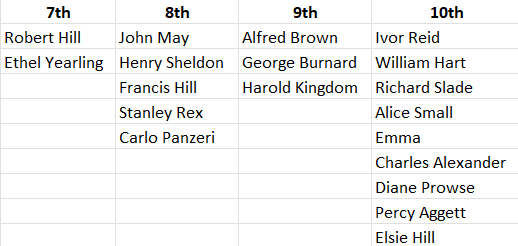 7th 8th 9th 10th
Robert Hill John May Alfred Brown Ivor Reid
Ethel Yearling Henry Sheldon George Burnard William Hart
Francis Hill Harold Kingdom Richard Slade
Stanley Rex Alice Small
Carlo Panzeri Emma
Charles Alexander
Diane Prowse
Percy Aggett
Elsie Hill